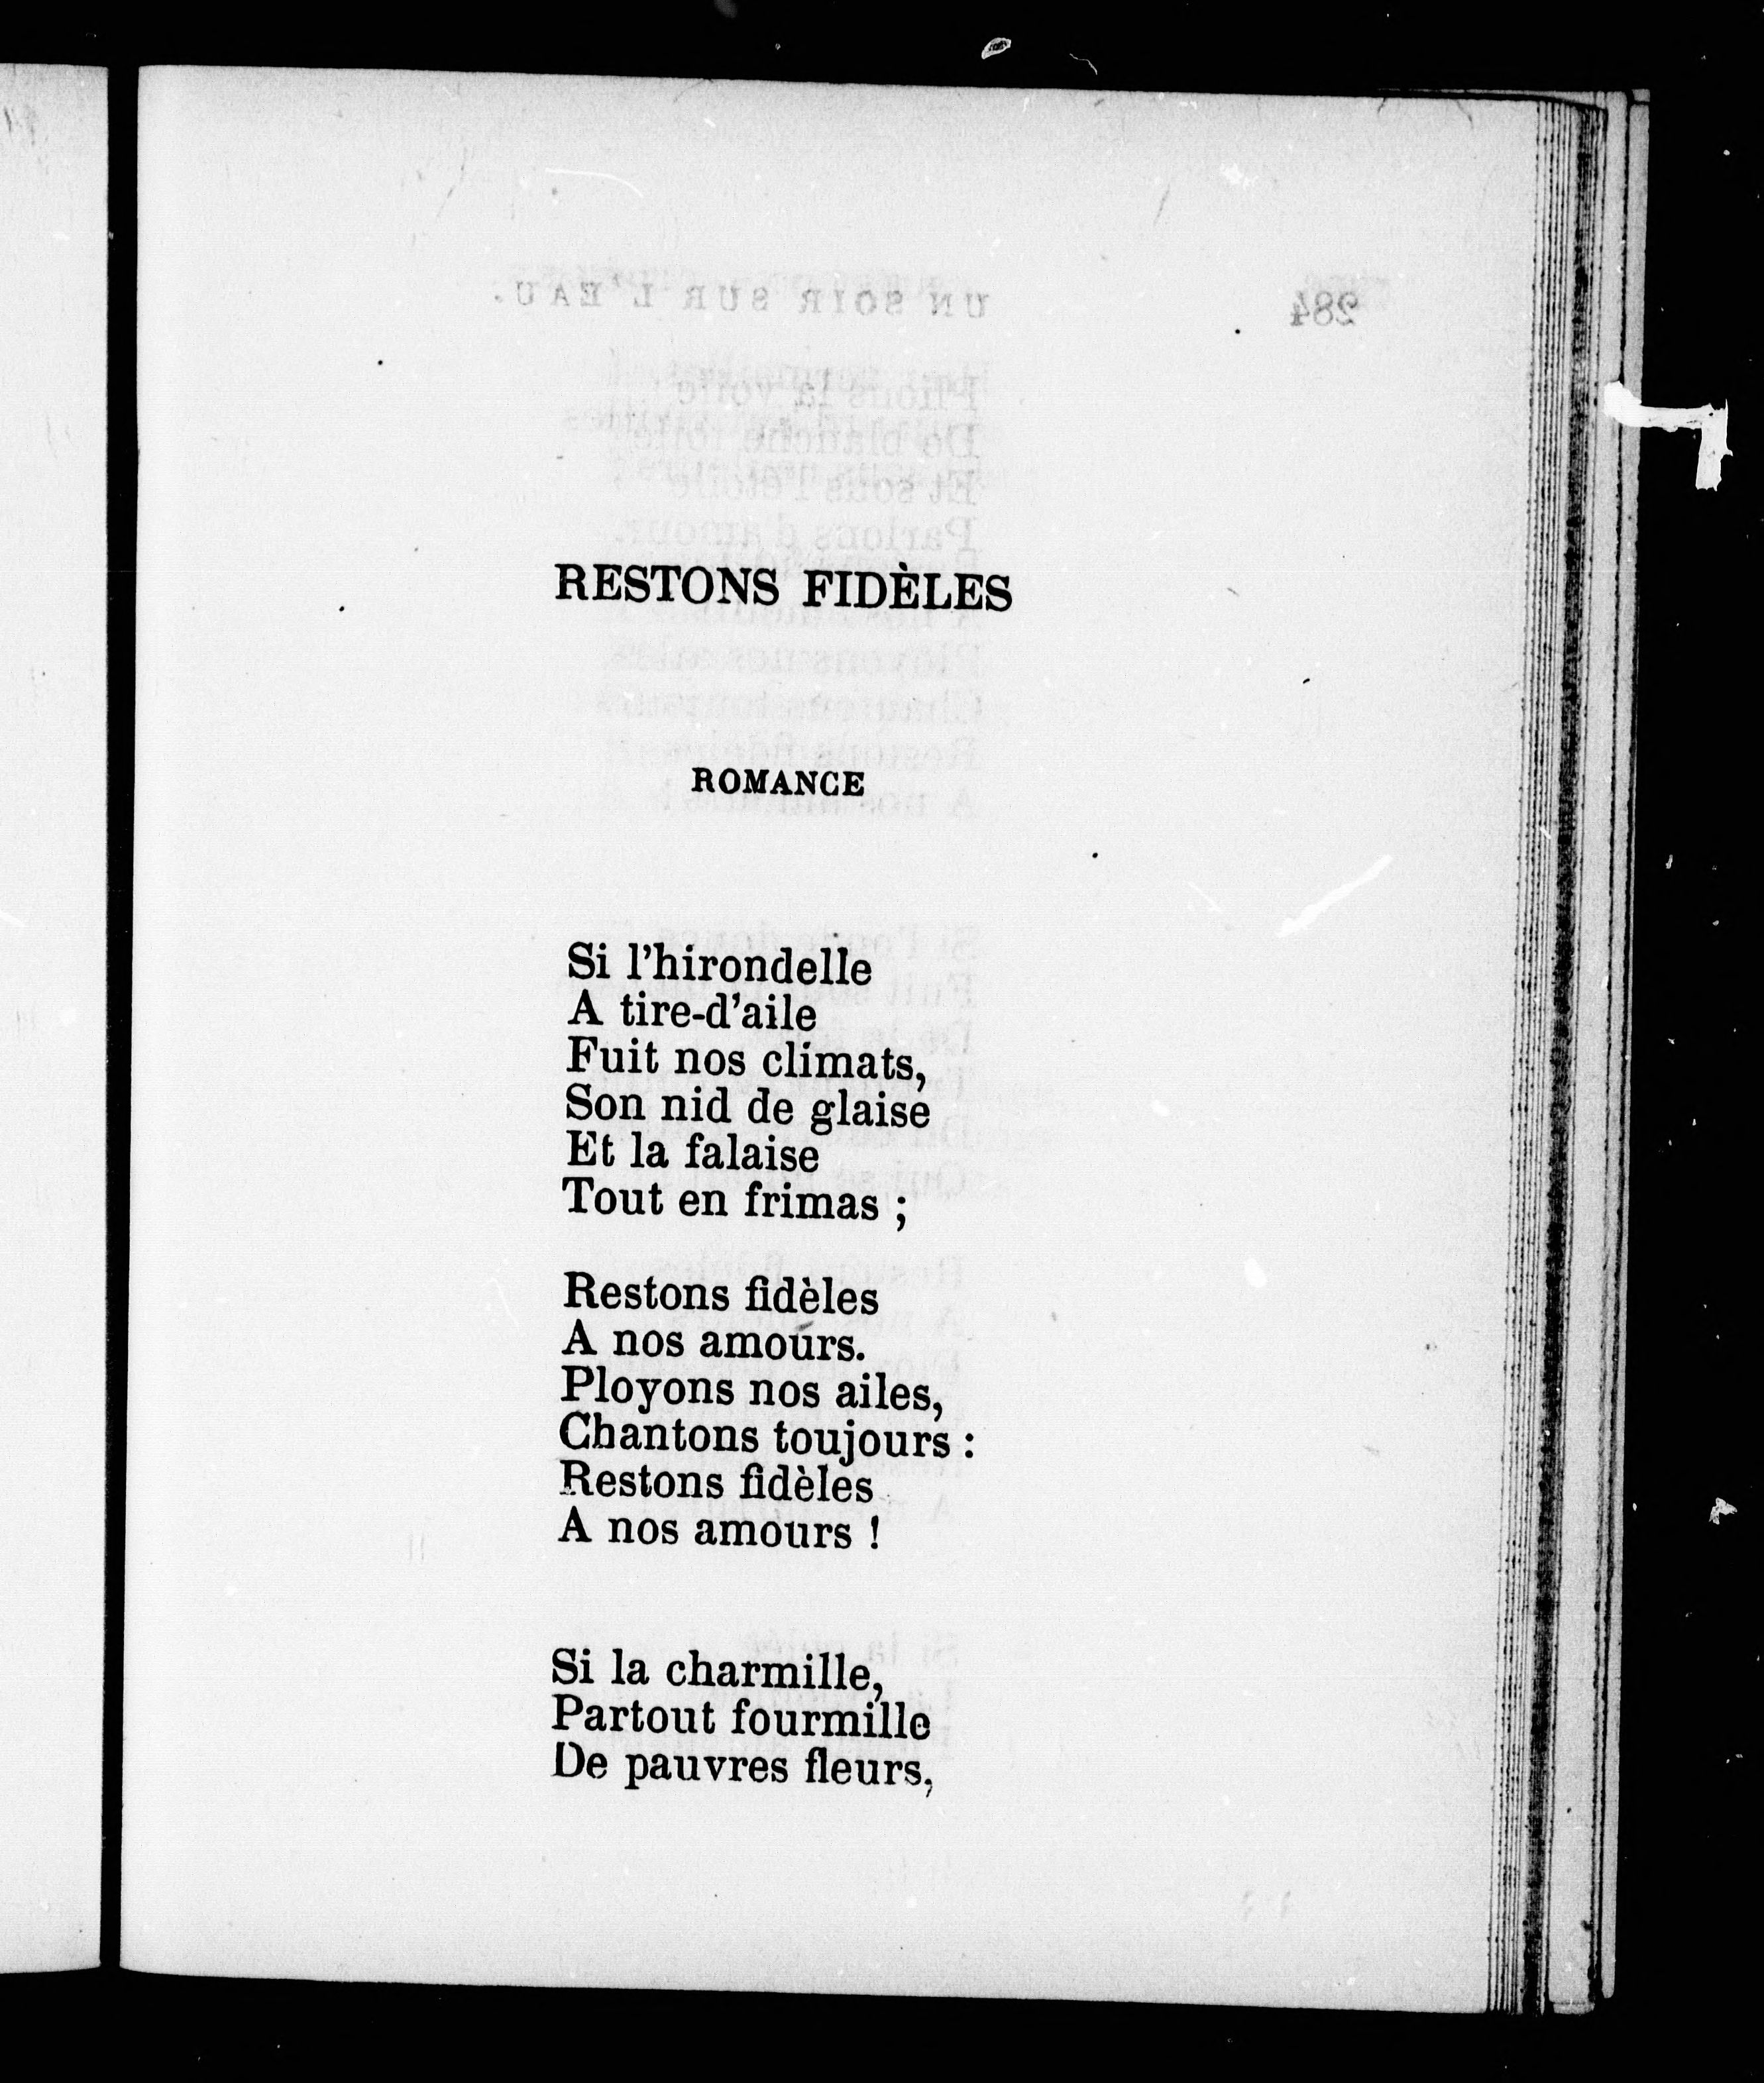 RESTONS FIDÈLES
ROMANCE
Si l'hirondelle
A tire-d'aile
Fuit nos climats,
Son nid de glaise
Et la falaise
Tout en frimas ;
Restons fidèles
A nos amours.
Ployons nos ailes,
Chantons toujours :
Restons fidèles
A nos amours !
Si la charmille,
Partout fourmille
De pauvres fleurs,